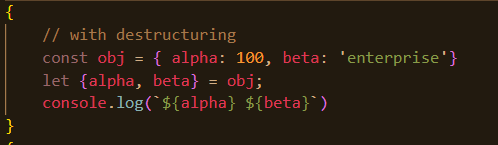 {
// with destructuring
const obj = { alpha: 100, beta: 'enterprise'}
let {alpha, beta} = obj;
console.log(`${alpha} ${beta}`)
}